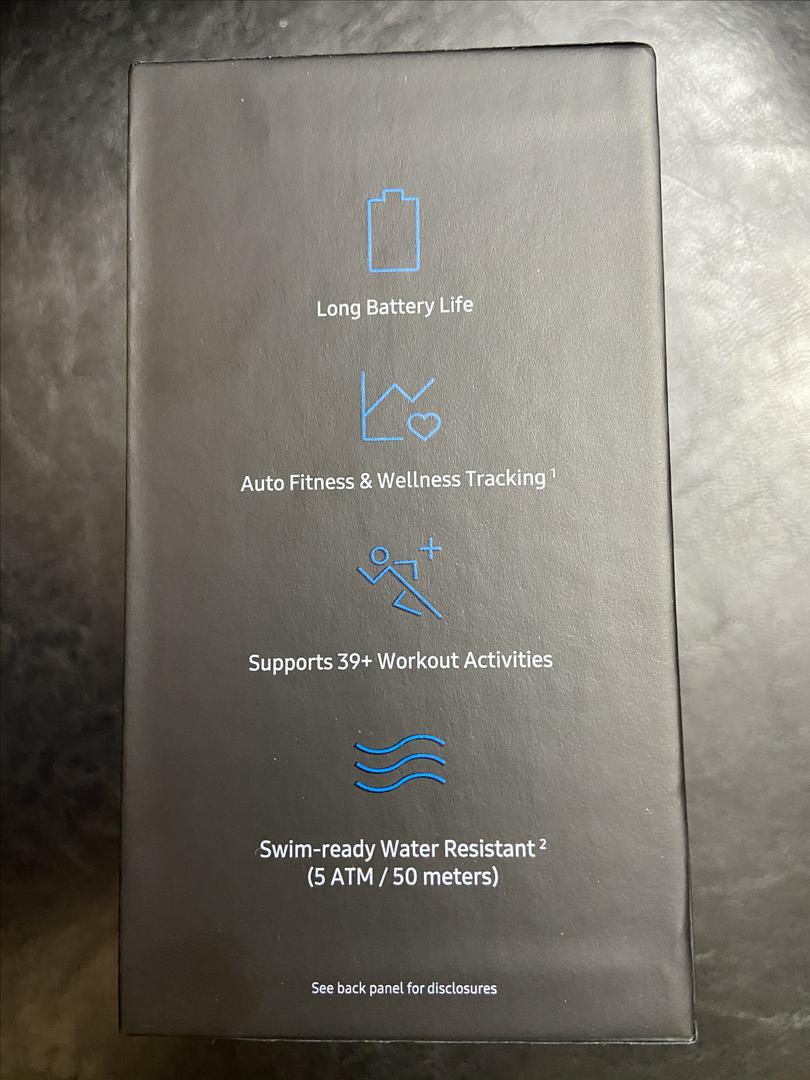 Long Battery Life
Auto Fitness & Wellness Tracking 1
Supports 39+ Workout Activities
Swim-ready Water Resistant 2
(5 ATM / 50 meters)
See back panel for disclosures